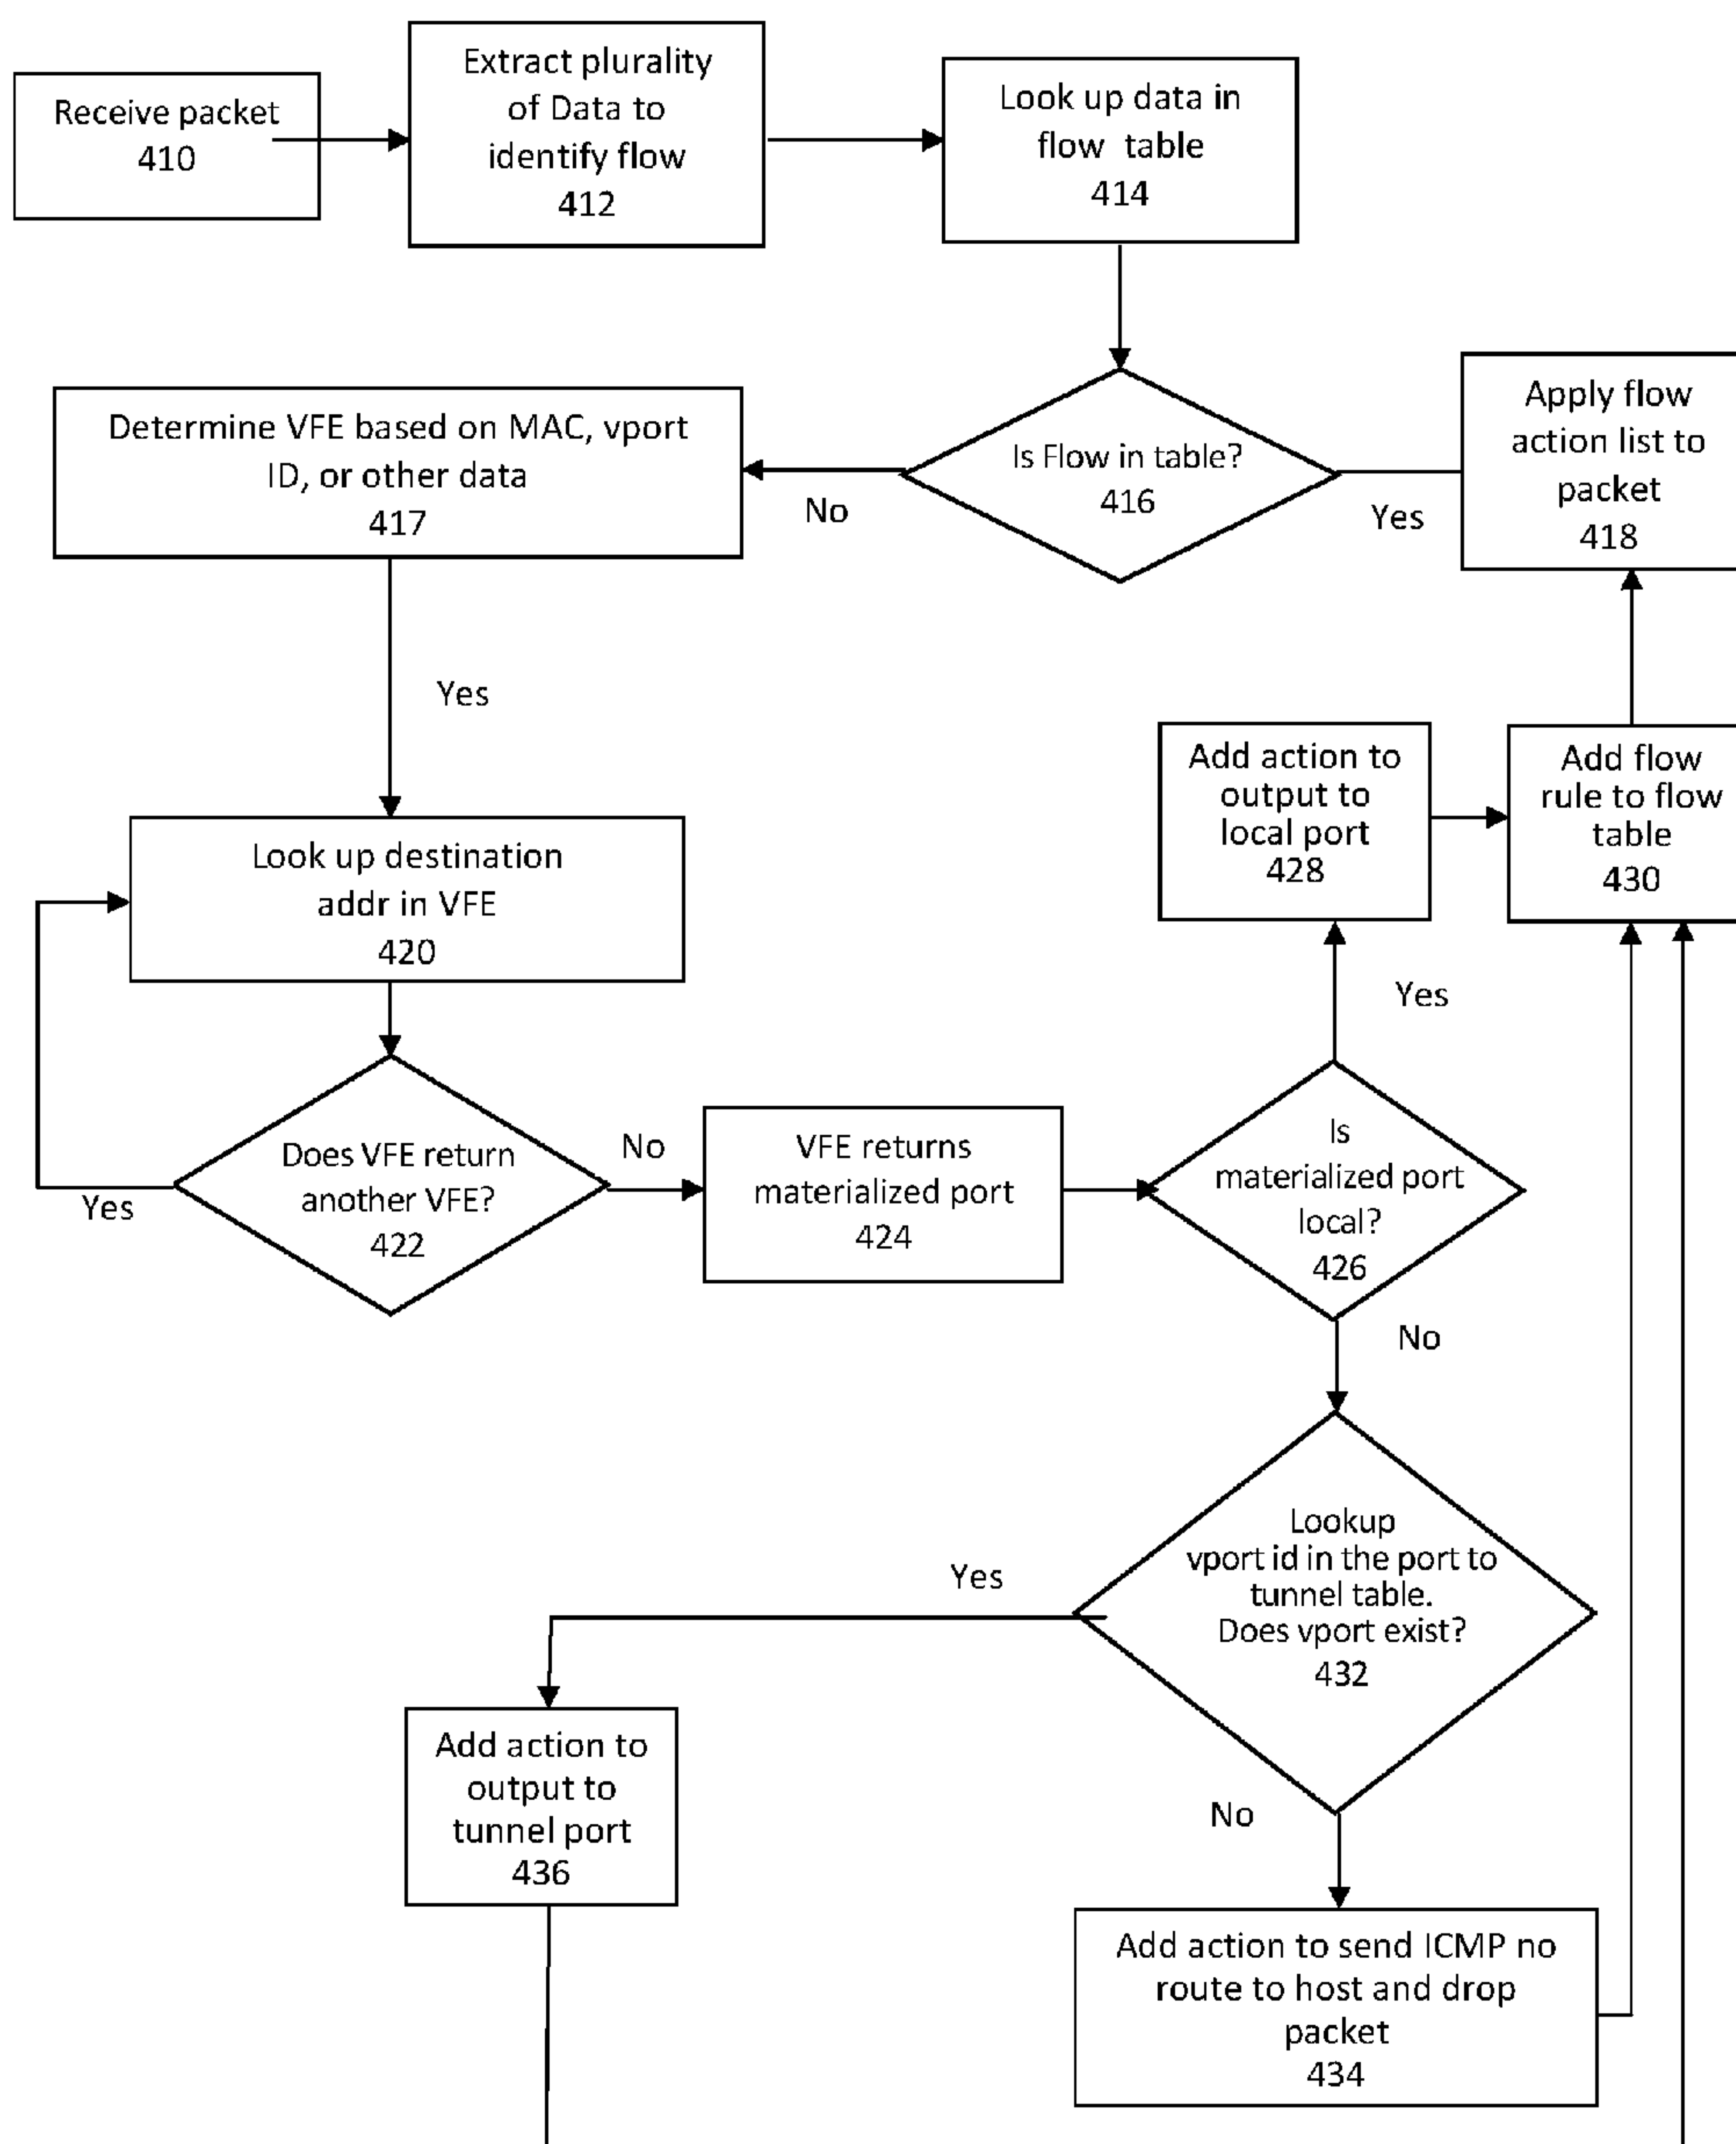 Receive packet
410
Extract plurality
of Data to
identify flow
412
Look up data in
flow table
414
Determine VFE based on MAC, vport
ID, or other data
417
No
Is Flow in table?
416
Yes
Apply flow
action list to
packet
418
Yes
Look up destination
addr in VFE
420
Add action to
output to
local port
428
Add flow
rule to flow
table
430
Yes
Does VFE return
another VFE?
422
Yes
No
VFE returns
materialized port
424
Is
materialized port
local?
426
No
Lookup
vport id in the port to
tunnel table.
Does vport exist?
432
Yes
Add action to
output to
tunnel port
436
No
Add action to send ICMP no
route to host and drop
packet
434